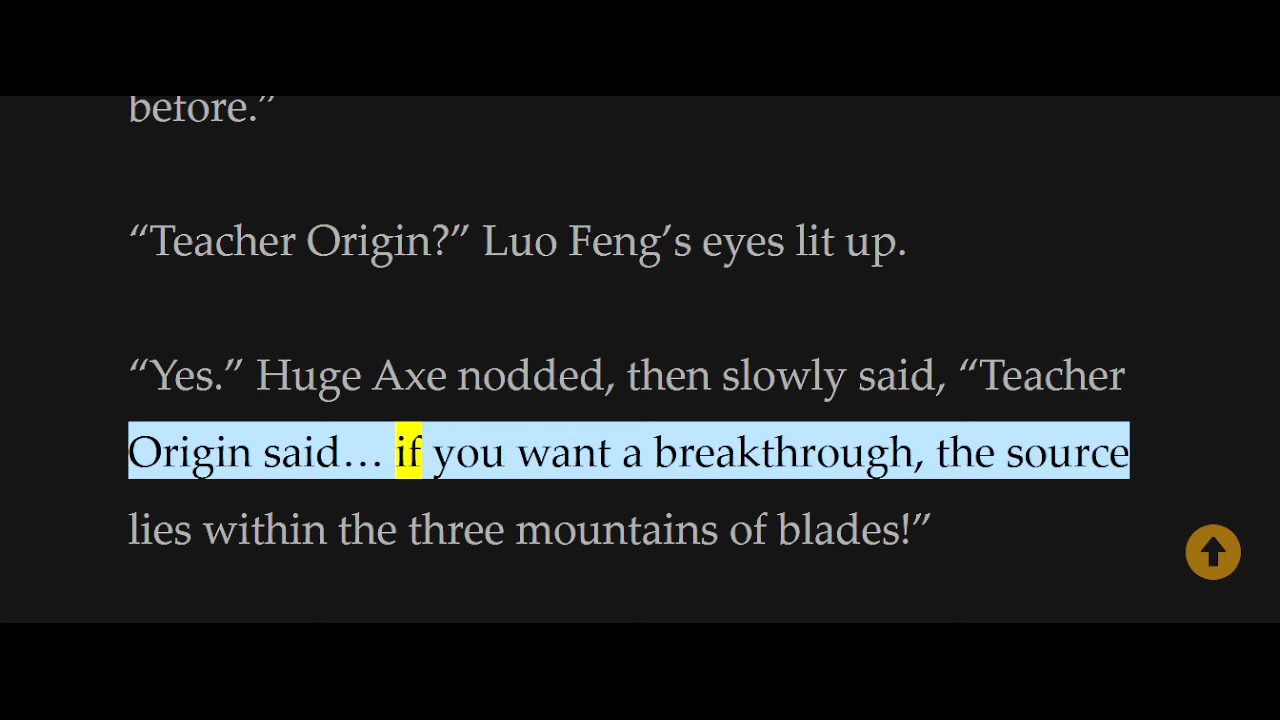 before.”
“Teacher Origin?” Luo Feng’s eyes lit up.
“Yes.” Huge Axe nodded, then slowly said, “Teacher
Origin said… if you want a breakthrough, the source
lies within the three mountains of blades!”